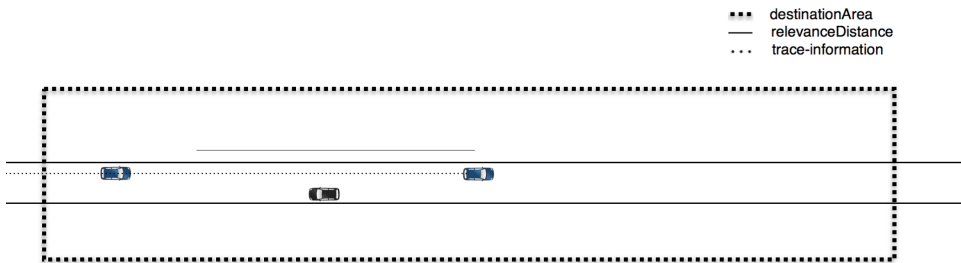 destinationArea
relevanceDistance
trace-information